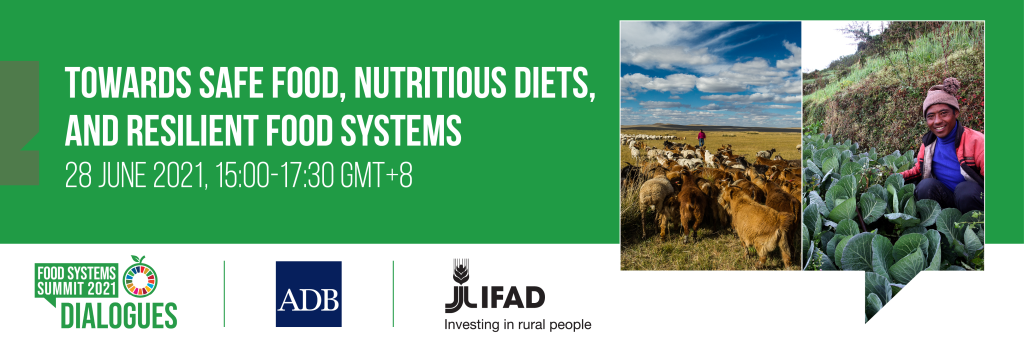 TOWARDS SAFE FOOD, NUTRITIOUS DIETS,
AND RESILIENT FOOD SYSTEMS
28 JUNE 2021, 15:00-17:30 GMT+8
FOOD SYSTEMS
SUMMIT 2021
DIALOGUES
ADB
IFAD
Investing in rural people